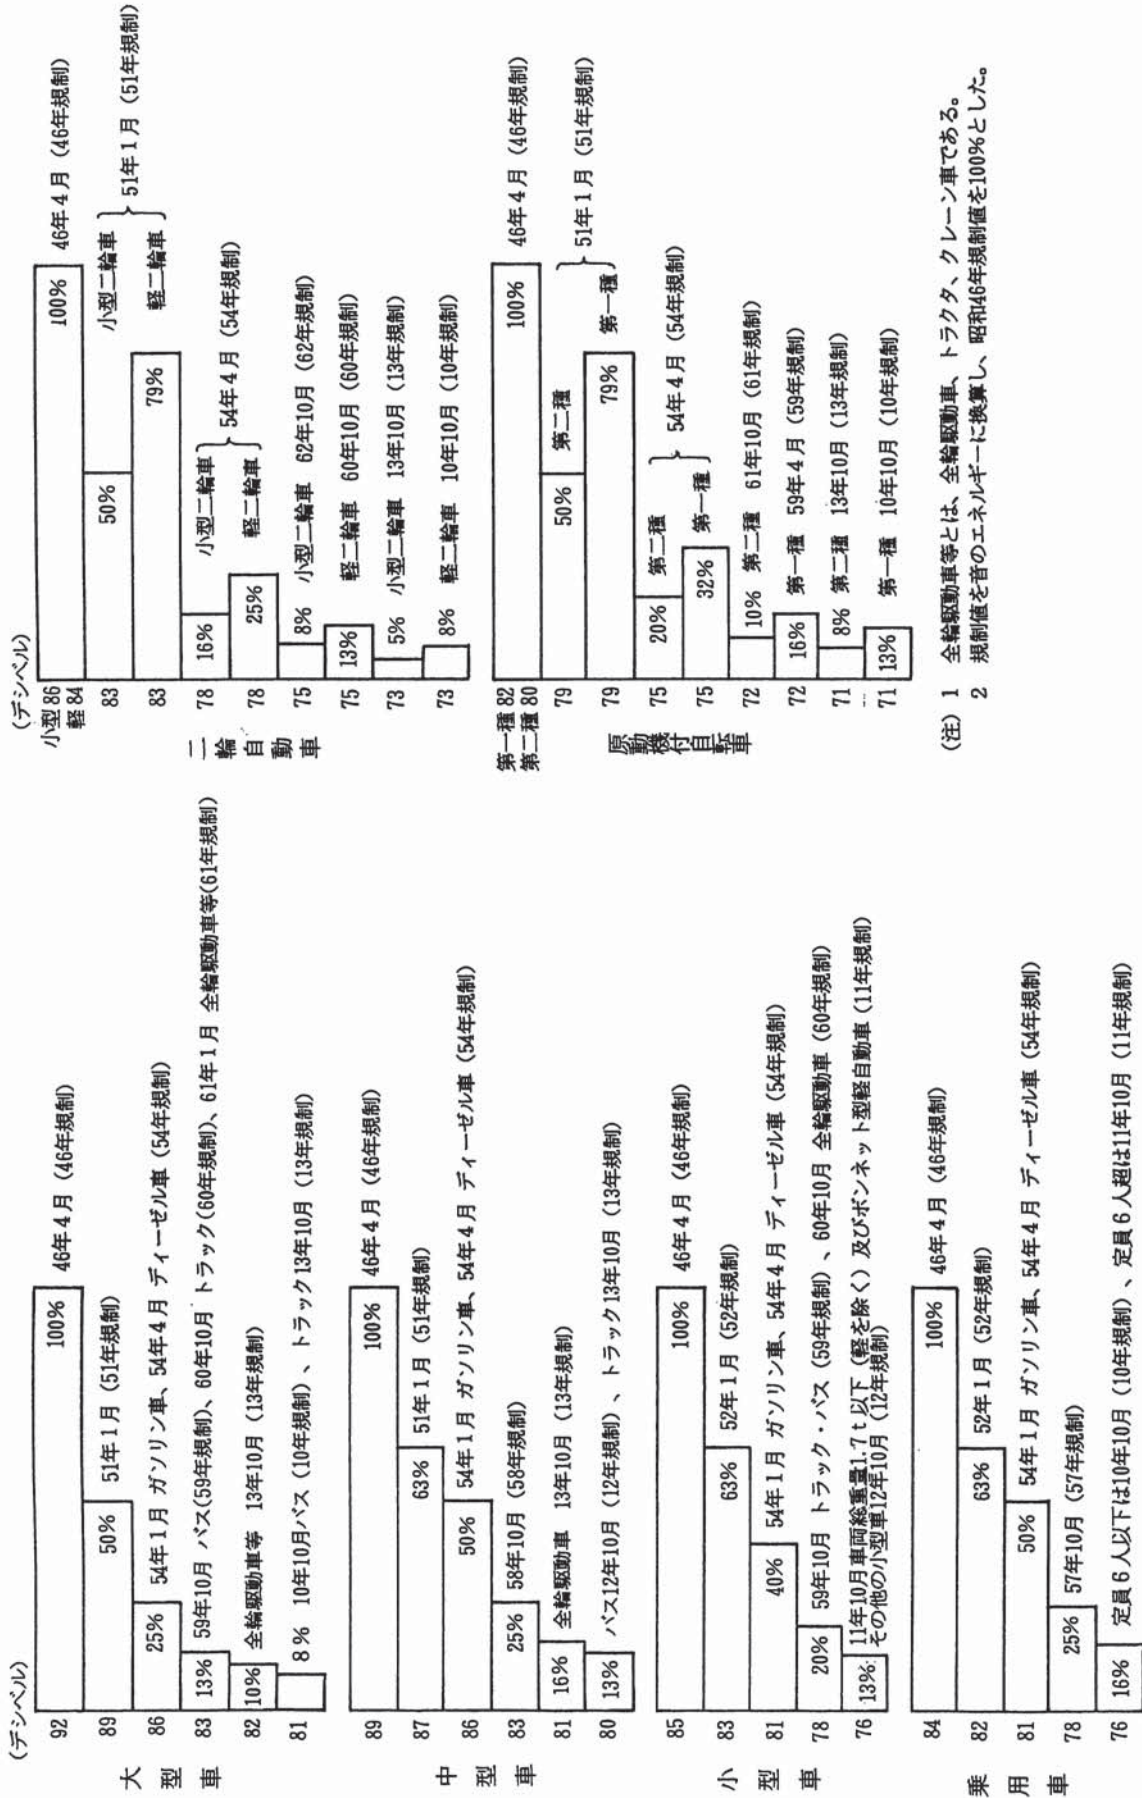 (デシベル)
大型車
92 100% 46年4月 (46年規制)
89 50% 51年1月 (51年規制)
86 25% 54年1月 ガソリン車、54年4月 ディーゼル車 (54年規制)
83 13% 59年10月 バス(59年規制)、60年10月 トラック(60年規制)、61年1月 全輪駆動車等(61年規制)
82 10% 全輪駆動車等 13年10月 (13年規制)
81 8% 10年10月バス (10年規制)、トラック13年10月 (13年規制)
中型車
89 100% 46年4月 (46年規制)
87 63% 51年1月 (51年規制)
86 50% 54年1月 ガソリン車、54年4月 ディーゼル車 (54年規制)
83 25% 58年10月 (58年規制)
81 16% 全輪駆動車 13年10月 (13年規制)
80 13% バス12年10月 (12年規制)、トラック13年10月 (13年規制)
小型車
85 100% 46年4月 (46年規制)
83 63% 52年1月 (52年規制)
81 40% 54年1月 ガソリン車、54年4月 ディーゼル車 (54年規制)
78 20% 59年10月 トラック・バス (59年規制)、60年10月 全輪駆動車 (60年規制)
76 13% 11年10月車両総重量1.7t以下 (軽を除く) 及びボンネット型軽自動車 (11年規制)
その他の小型車12年10月 (12年規制)
乗用車
84 100% 46年4月 (46年規制)
82 63% 52年1月 (52年規制)
81 50% 54年1月 ガソリン車、54年4月 ディーゼル車 (54年規制)
78 25% 57年10月 (57年規制)
76 16% 定員6人以下は10年10月 (10年規制)、定員6人超は11年10月 (11年規制)
(デシベル)
二輪自動車
小型 86
軽 84 100% 46年4月 (46年規制)
83 50% 小型二輪車
83 79% 軽二輪車
51年1月 (51年規制)
78 16% 小型二輪車
78 25% 軽二輪車
54年4月 (54年規制)
75 8% 小型二輪車 62年10月 (62年規制)
75 13% 軽二輪車 60年10月 (60年規制)
73 5% 小型二輪車 13年10月 (13年規制)
73 8% 軽二輪車 10年10月 (10年規制)
原動機付自転車
第一種 82
第二種 80 100% 46年4月 (46年規制)
79 50% 第二種
79 79% 第一種
51年1月 (51年規制)
75 20% 第二種
75 32% 第一種
54年4月 (54年規制)
72 10% 第二種 61年10月 (61年規制)
72 16% 第一種 59年4月 (59年規制)
71 8% 第二種 13年10月 (13年規制)
71 13% 第一種 10年10月 (10年規制)
(注) 1 全輪駆動車等とは、全輪駆動車、トラクタ、クレーン車である。
2 規制値を音のエネルギーに換算し、昭和46年規制値を100%とした。